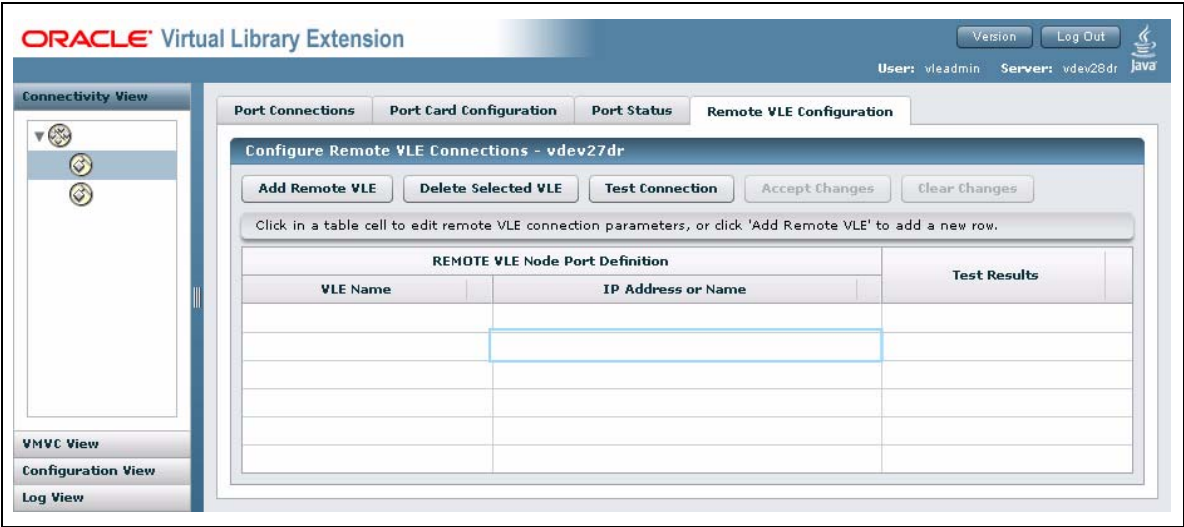 ORACLE Virtual Library Extension
Version
Log Out
User: vleadmin Server: vdev28dr
Java
Connectivity View
Port Connections
Port Card Configuration
Port Status
Remote VLE Configuration
Configure Remote VLE Connections - vdev27dr
Add Remote VLE
Delete Selected VLE
Test Connection
Accept Changes
Clear Changes
Click in a table cell to edit remote VLE connection parameters, or click 'Add Remote VLE' to add a new row.
REMOTE VLE Node Port Definition
Test Results
VLE Name
IP Address or Name
VMVC View
Configuration View
Log View